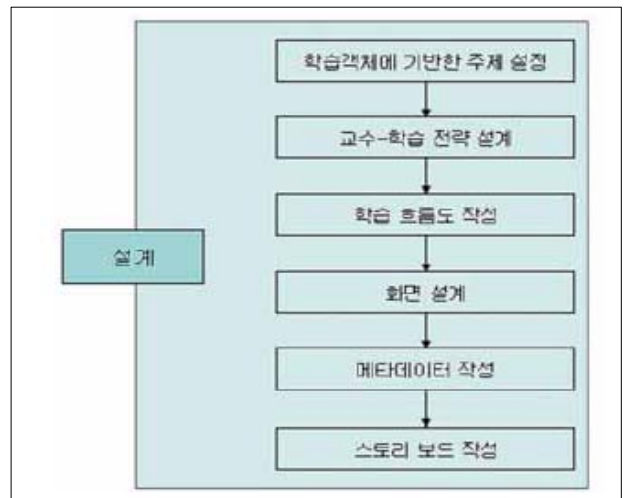 학습객체에 기반한 주제 설정
교수-학습 전략 설계
학습 흐름도 작성
설계
화면 설계
메타데이터 작성
스토리 보드 작성